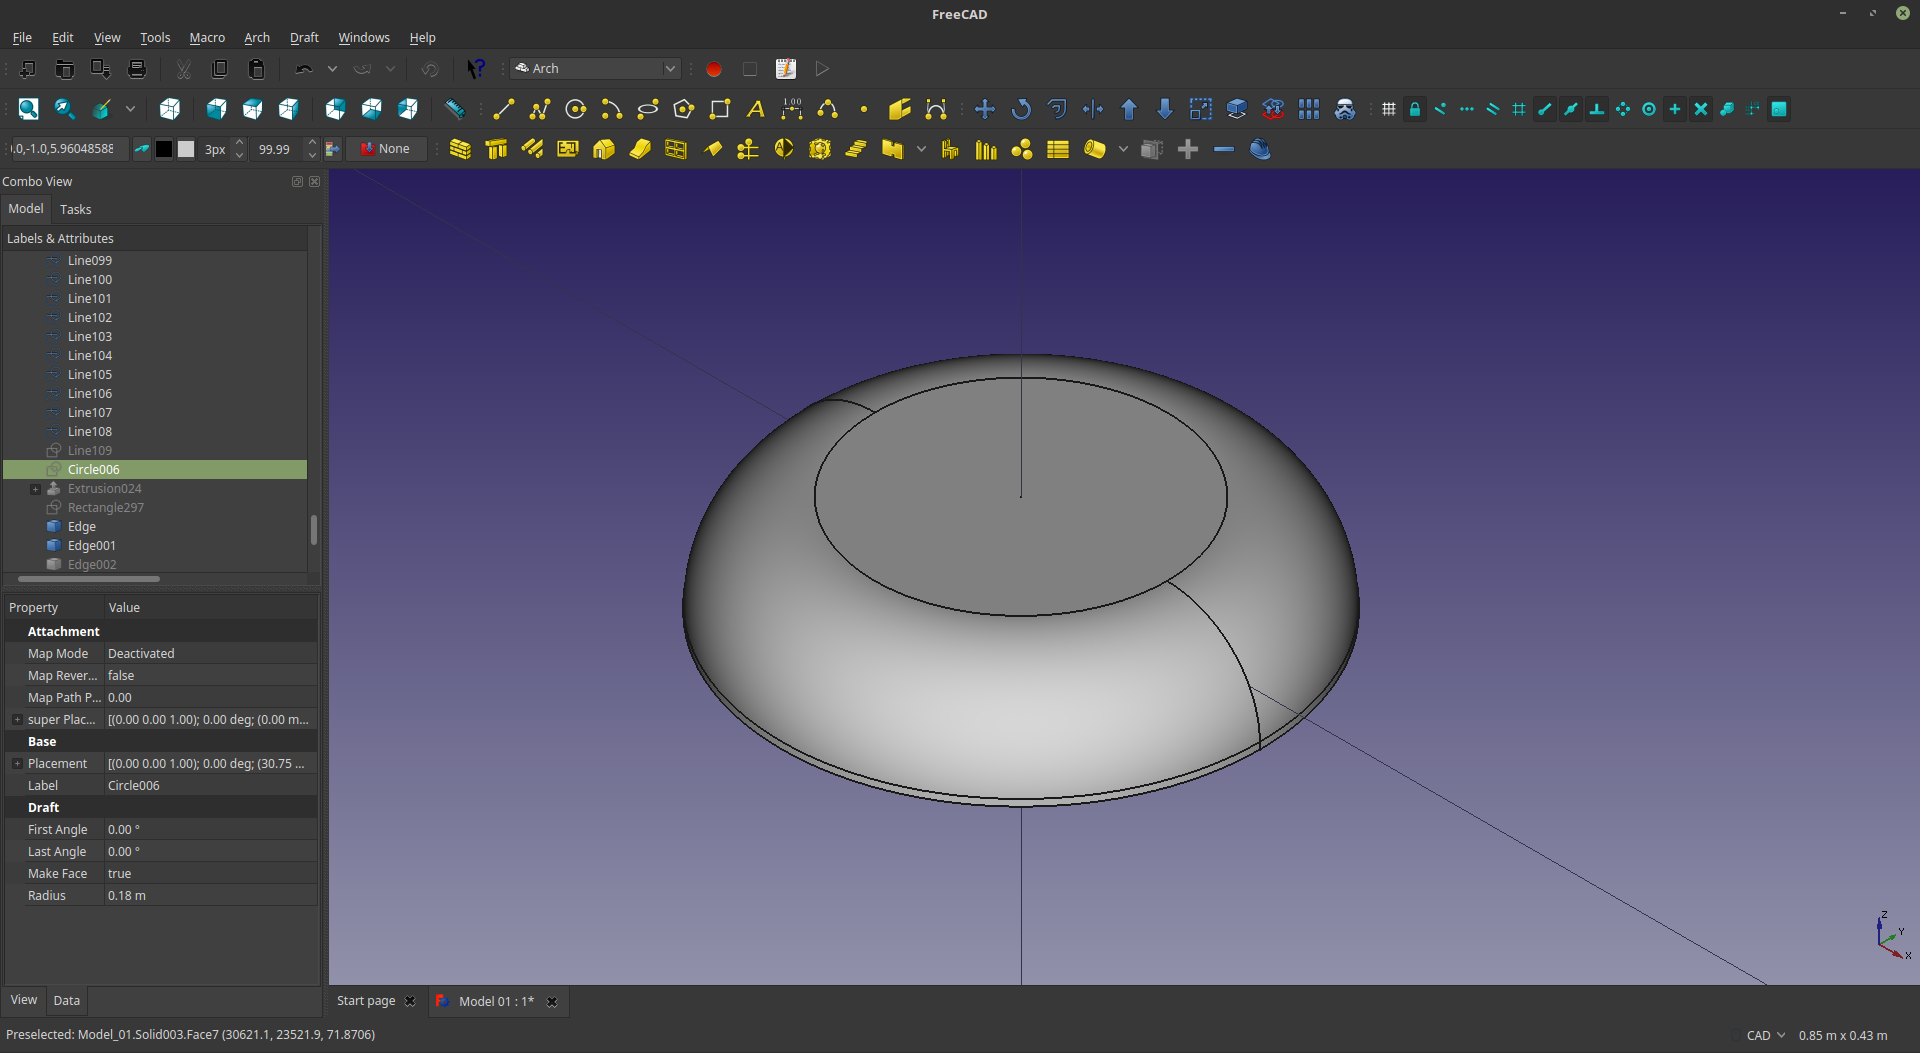 FreeCAD
File Edit View Tools Macro Arch Draft Windows Help
Arch
A 1.00
.0,-1.0,5.96048588 3px 99.99 None
Combo View
Model Tasks
Labels & Attributes
Line099
Line100
Line101
Line102
Line103
Line104
Line105
Line106
Line107
Line108
Line109
Circle006
Extrusion024
Rectangle297
Edge
Edge001
Edge002
Property Value
Attachment
Map Mode Deactivated
Map Rever... false
Map Path P... 0.00
super Plac... [(0.00 0.00 1.00); 0.00 deg; (0.00 m...
Base
Placement [(0.00 0.00 1.00); 0.00 deg; (30.75 ...
Label Circle006
Draft
First Angle 0.00 °
Last Angle 0.00 °
Make Face true
Radius 0.18 m
Z
Y
X
View Data
Start page Model 01 : 1*
Preselected: Model_01.Solid003.Face7 (30621.1, 23521.9, 71.8706)
CAD 0.85 m x 0.43 m